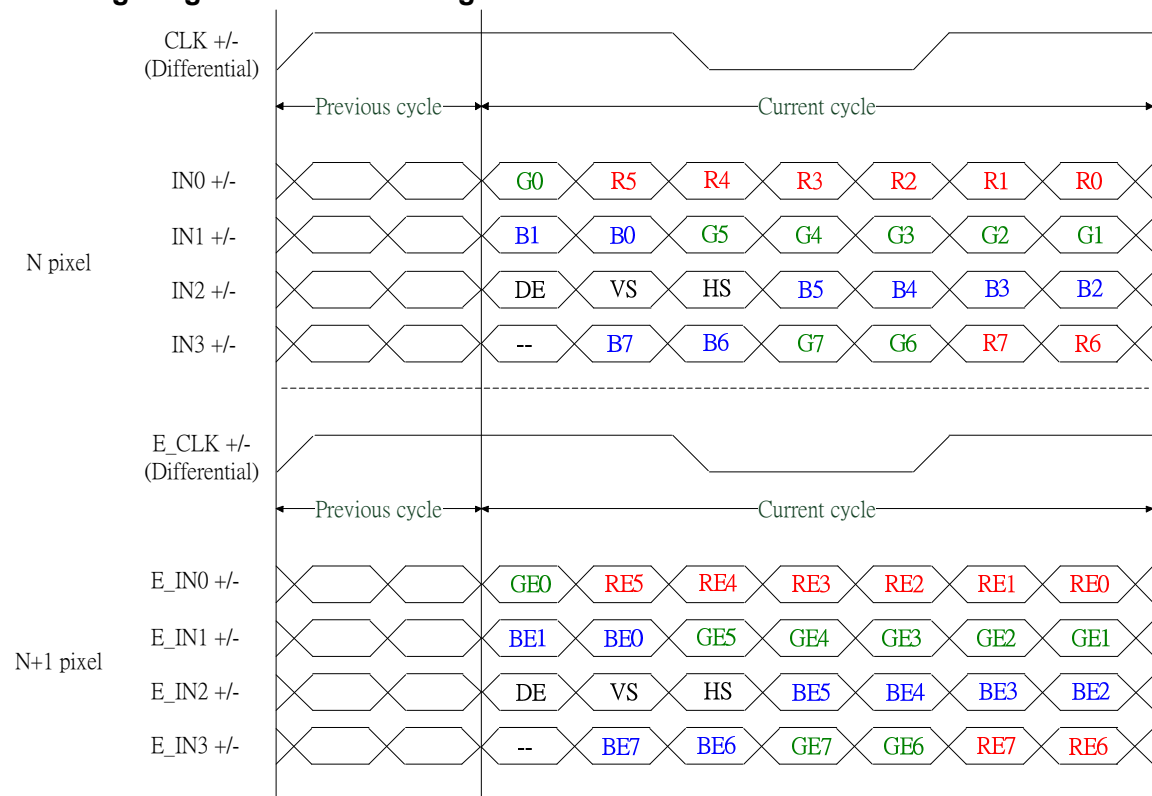 CLK +/-
(Differential)
Previous cycle
Current cycle
IN0 +/-
G0 R5 R4 R3 R2 R1 R0
IN1 +/-
B1 B0 G5 G4 G3 G2 G1
N pixel
IN2 +/-
DE VS HS B5 B4 B3 B2
IN3 +/-
-- B7 B6 G7 G6 R7 R6
E_CLK +/-
(Differential)
Previous cycle
Current cycle
E_IN0 +/-
GE0 RE5 RE4 RE3 RE2 RE1 RE0
E_IN1 +/-
BE1 BE0 GE5 GE4 GE3 GE2 GE1
N+1 pixel
E_IN2 +/-
DE VS HS BE5 BE4 BE3 BE2
E_IN3 +/-
-- BE7 BE6 GE7 GE6 RE7 RE6